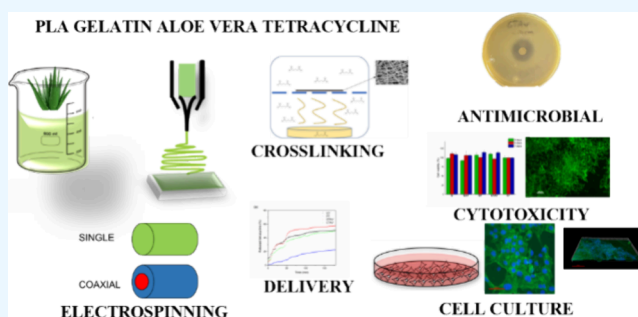 PLA GELATIN ALOE VERA TETRACYCLINE
CROSSLINKING
ANTIMICROBIAL
CYTOTOXICITY
SINGLE
COAXIAL
ELECTROSPINNING
DELIVERY
CELL CULTURE